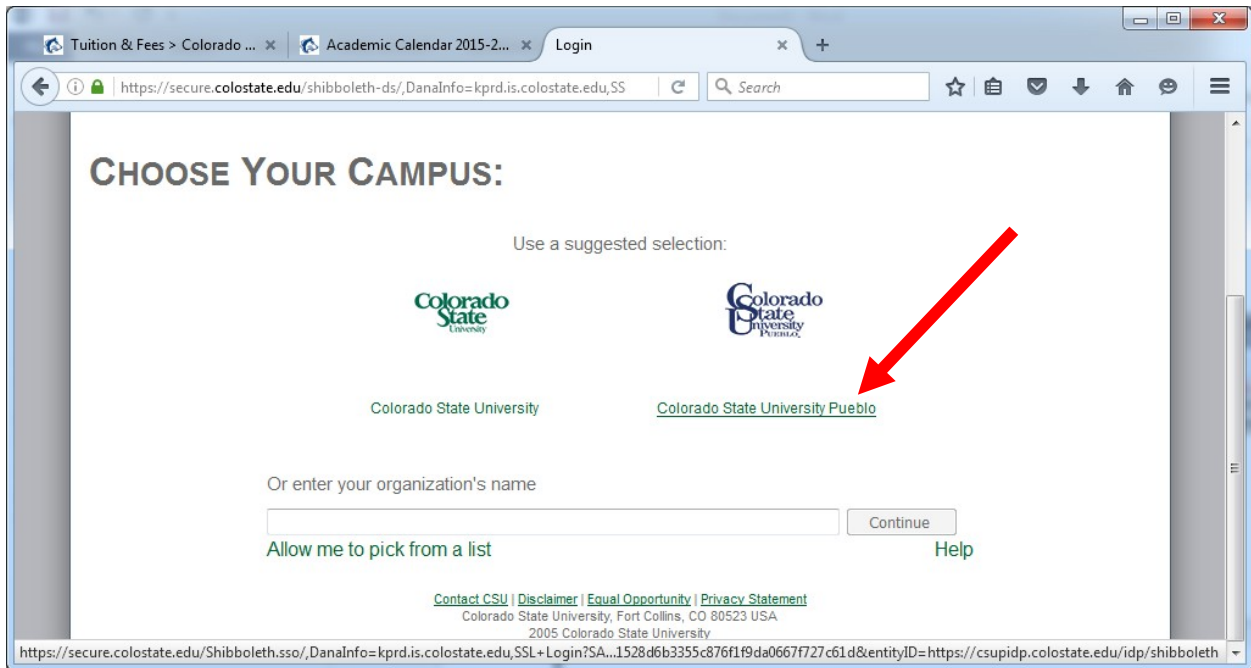 Tuition & Fees > Colorado ...
Academic Calendar 2015-2...
Login
https://secure.colostate.edu/shibboleth-ds/,DanaInfo=kprd.is.colostate.edu,SS
Search
CHOOSE YOUR CAMPUS:
Use a suggested selection:
Colorado
State
University
Colorado
State
University
PUEBLO
Colorado State University
Colorado State University Pueblo
Or enter your organization's name
Continue
Allow me to pick from a list
Help
Contact CSU | Disclaimer | Equal Opportunity | Privacy Statement
Colorado State University, Fort Collins, CO 80523 USA
2005 Colorado State University
https://secure.colostate.edu/Shibboleth.sso/,DanaInfo=kprd.is.colostate.edu,SSL+Login?SA...1528d6b3355c876f1f9da0667f727c61d&entityID=https://csupidp.colostate.edu/idp/shibboleth